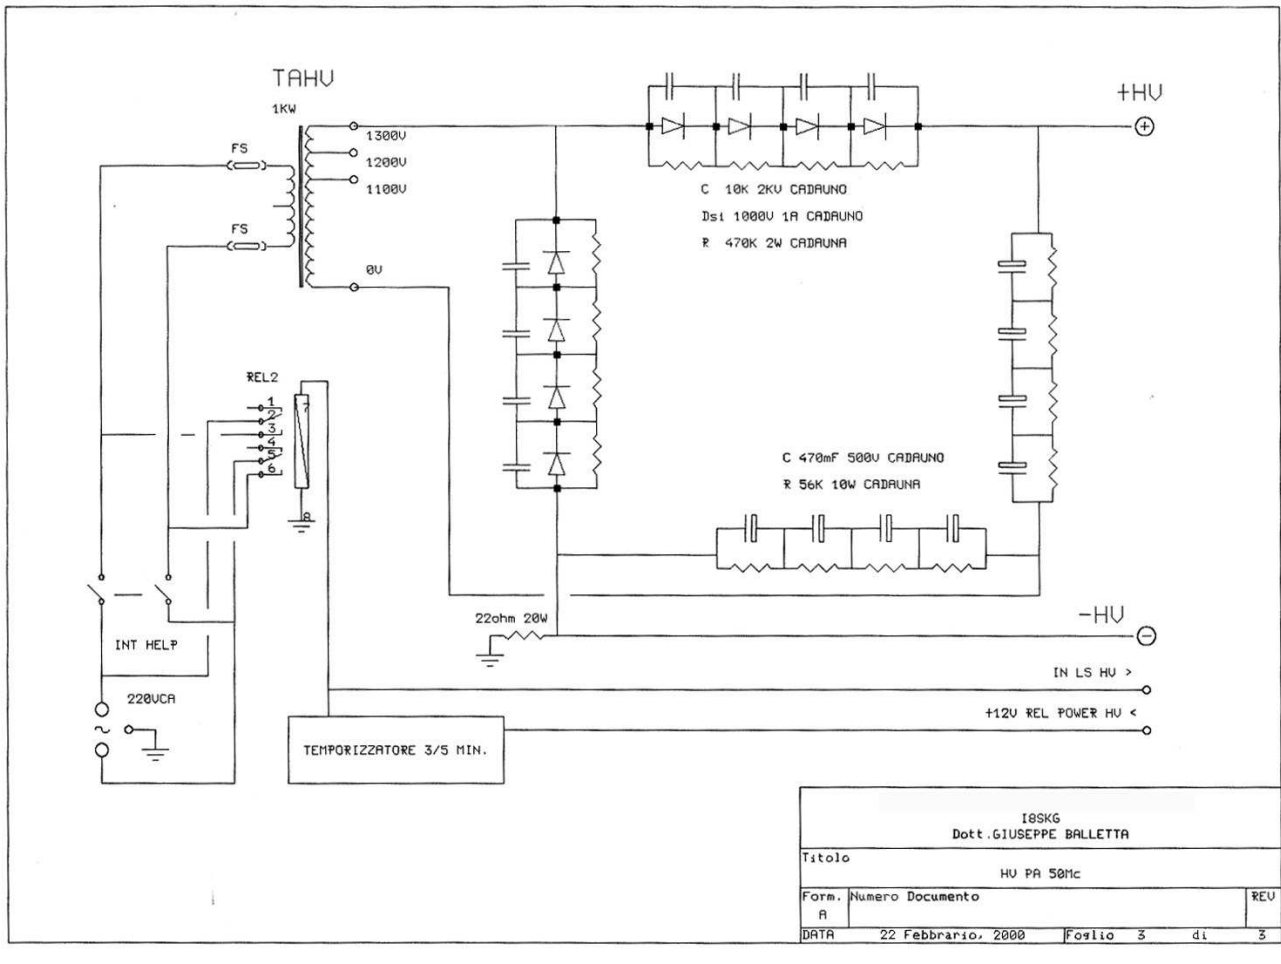 TAHV
1KW
1300V
1200V
1100V
0V
FS
FS
+HV
+
C 10K 2KV CADAUNO
Dsi 1000V 1A CADAUNO
R 470K 2W CADAUNA
REL2
1
2
3
4
5
6
7
8
C 470mF 500V CADAUNO
R 56K 10W CADAUNA
22ohm 20W
-HV
-
INT HELP
220VCA
~
IN LS HV >
+12V REL POWER HV <
TEMPORIZZATORE 3/5 MIN.
I8SKG
Dott.GIUSEPPE BALLETTA
Titolo
HV PA 50Mc
Form. Numero Documento REV
A
DATA 22 Febbrario, 2000 Foglio 3 di 3